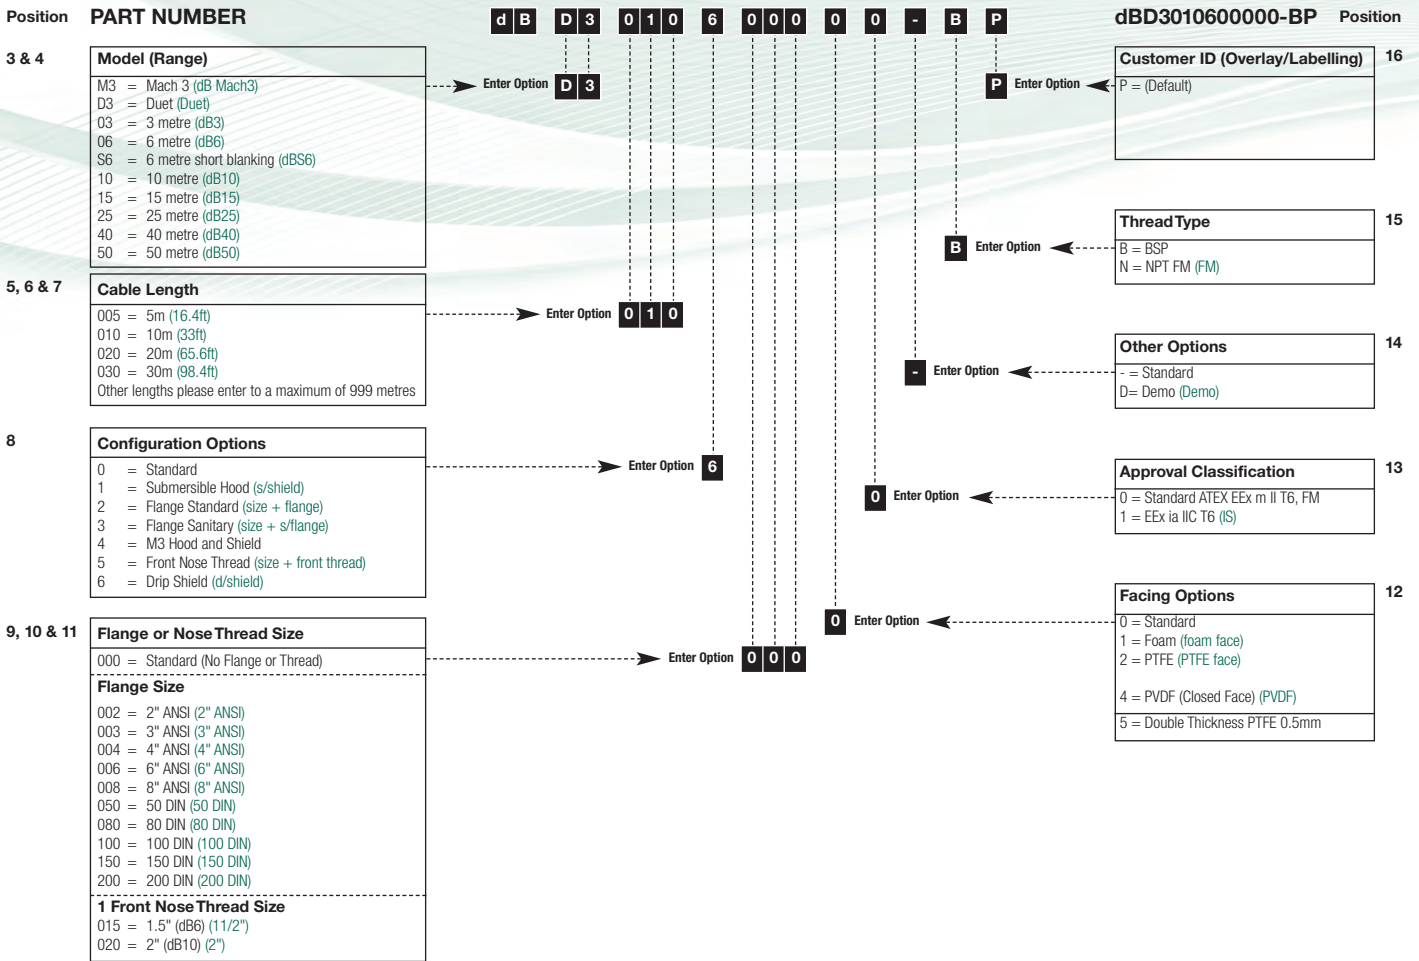 Position PART NUMBER d B D 3 0 1 0 6 0 0 0 0 0 - B P dBD3010600000-BP Position
3 & 4 Model (Range)
M3 = Mach 3 (dB Mach3)
D3 = Duet (Duet)
03 = 3 metre (dB3)
06 = 6 metre (dB6)
S6 = 6 metre short blanking (dBS6)
10 = 10 metre (dB10)
15 = 15 metre (dB15)
25 = 25 metre (dB25)
40 = 40 metre (dB40)
50 = 50 metre (dB50)
Enter Option D 3
5, 6 & 7 Cable Length
005 = 5m (16.4ft)
010 = 10m (33ft)
020 = 20m (65.6ft)
030 = 30m (98.4ft)
Other lengths please enter to a maximum of 999 metres
Enter Option 0 1 0
8 Configuration Options
0 = Standard
1 = Submersible Hood (s/shield)
2 = Flange Standard (size + flange)
3 = Flange Sanitary (size + s/flange)
4 = M3 Hood and Shield
5 = Front Nose Thread (size + front thread)
6 = Drip Shield (d/shield)
Enter Option 6
9, 10 & 11 Flange or Nose Thread Size
000 = Standard (No Flange or Thread)
Enter Option 0 0 0
Flange Size
002 = 2" ANSI (2" ANSI)
003 = 3" ANSI (3" ANSI)
004 = 4" ANSI (4" ANSI)
006 = 6" ANSI (6" ANSI)
008 = 8" ANSI (8" ANSI)
050 = 50 DIN (50 DIN)
080 = 80 DIN (80 DIN)
100 = 100 DIN (100 DIN)
150 = 150 DIN (150 DIN)
200 = 200 DIN (200 DIN)
1 Front Nose Thread Size
015 = 1.5" (dB6) (11/2")
020 = 2" (dB10) (2")
Customer ID (Overlay/Labelling) 16
P Enter Option P = (Default)
Thread Type 15
B Enter Option B = BSP
N = NPT FM (FM)
Other Options 14
- Enter Option - = Standard
D= Demo (Demo)
Approval Classification 13
0 Enter Option 0 = Standard ATEX EEx m II T6, FM
1 = EEx ia IIC T6 (IS)
Facing Options 12
0 Enter Option 0 = Standard
1 = Foam (foam face)
2 = PTFE (PTFE face)
4 = PVDF (Closed Face) (PVDF)
5 = Double Thickness PTFE 0.5mm